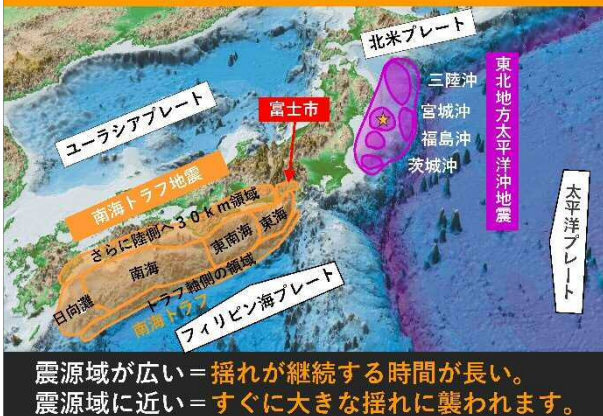 北米プレート
三陸沖
宮城沖
福島沖
茨城沖
東北地方太平洋沖地震
ユーラシアプレート
富士市
南海トラフ地震
さらに陸側へ30km領域
東海
東南海
南海
日向灘
トラフ軸側の領域
南海トラフ
フィリピン海プレート
太平洋プレート
震源域が広い＝揺れが継続する時間が長い。
震源域に近い＝すぐに大きな揺れに襲われます。